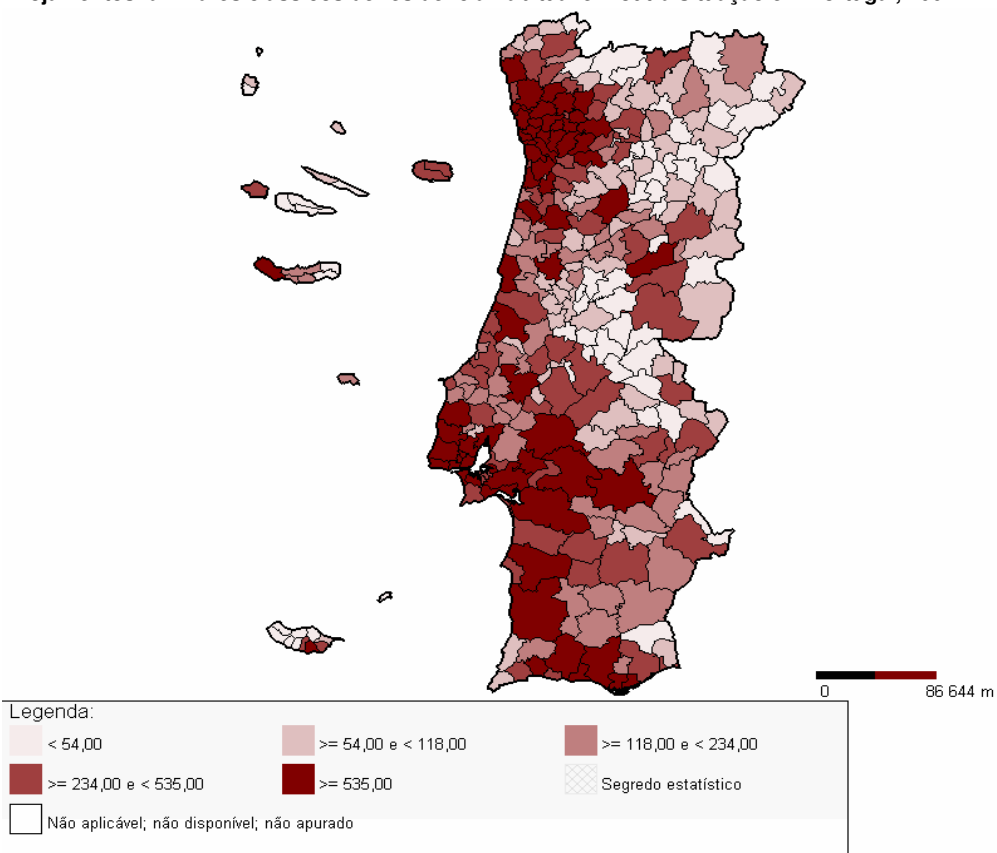 0 86 644 m
Legenda:
< 54,00 >= 54,00 e < 118,00 >= 118,00 e < 234,00
>= 234,00 e < 535,00 >= 535,00 Segredo estatístico
Não aplicável; não disponível; não apurado